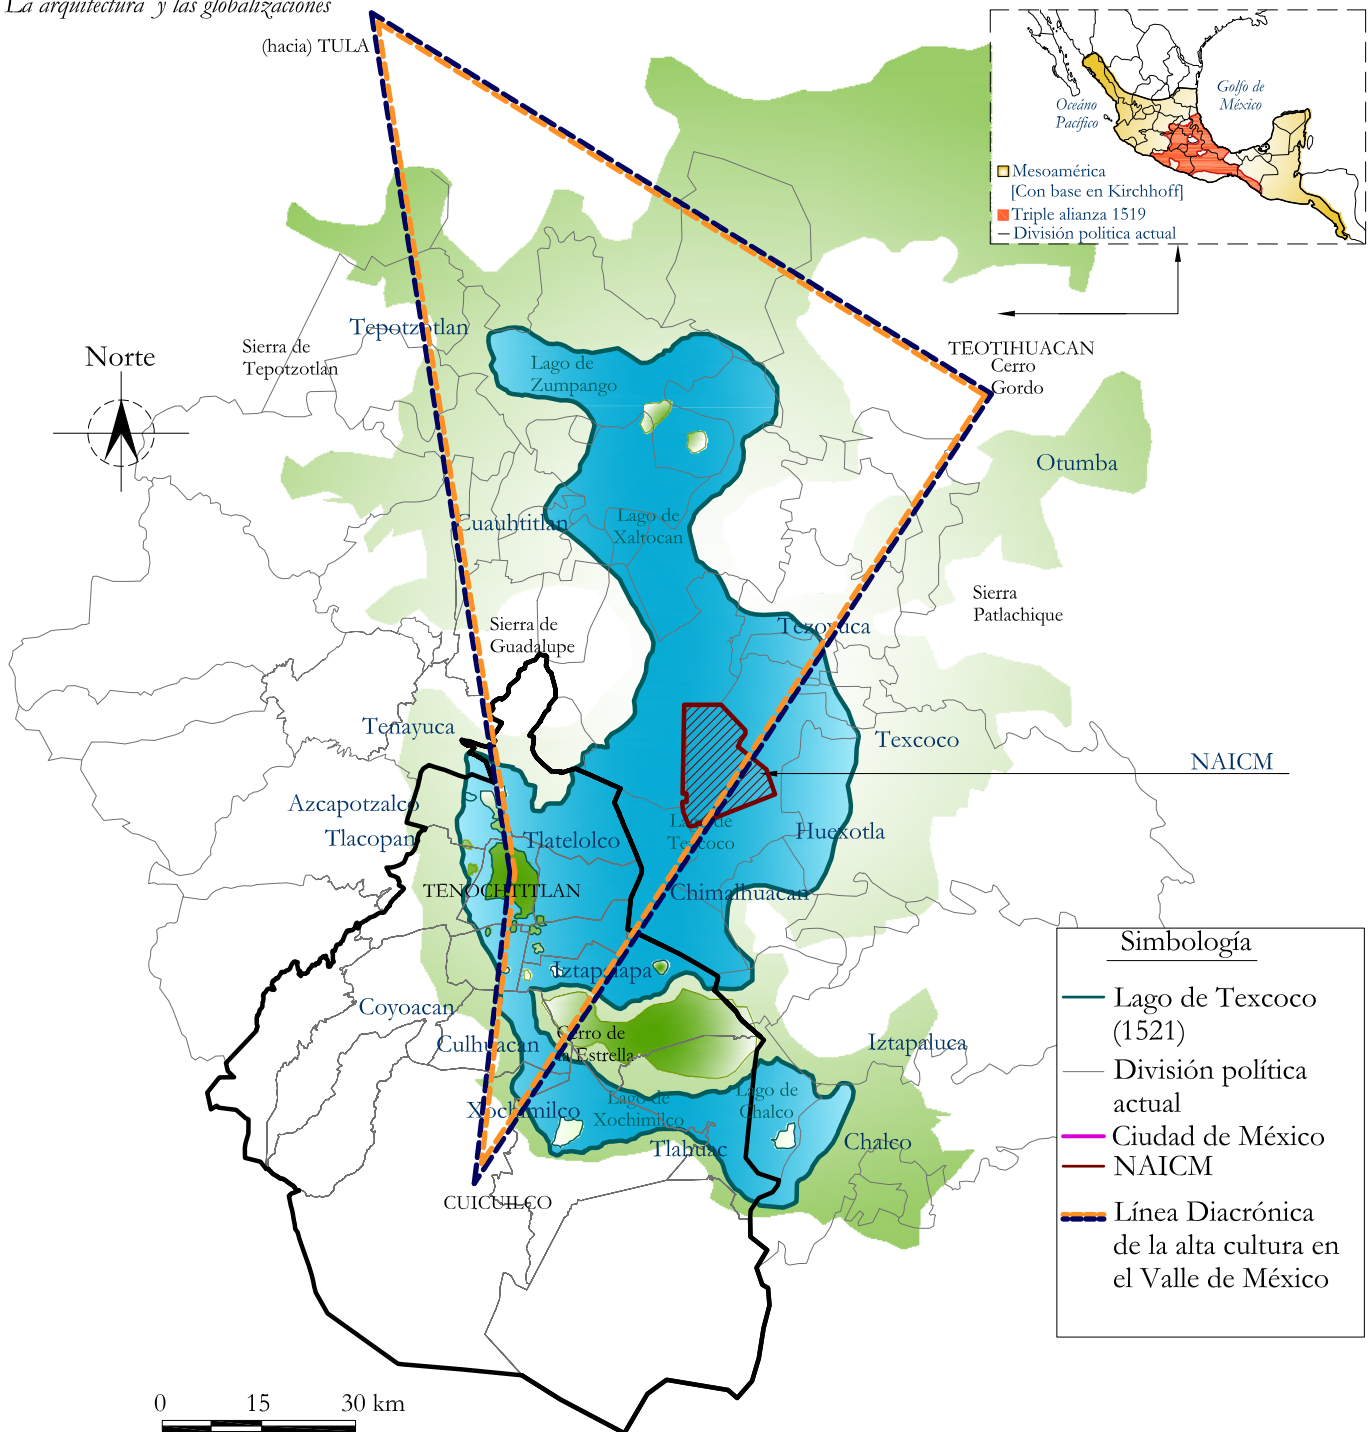 La arquitectura y las globalizaciones
(hacia) TULA
Oceáno
Pacífico
Golfo de
México
Mesoamérica
[Con base en Kirchhoff]
Triple alianza 1519
División politica actual
Norte
Sierra de
Tepotzotlan
Tepotzotlan
Lago de
Zumpango
TEOTIHUACAN
Cerro
Gordo
Otumba
Cuauhtitlan
Lago de
Xaltocan
Sierra
Patlachique
Sierra de
Guadalupe
Tezoyuca
Tenayuca
Texcoco
NAICM
Azcapotzalco
Tlacopan
Tlatelolco
Lago de
Texcoco
Huexotla
TENOCHTITLAN
Chimalhuacan
Iztapalapa
Coyoacan
Culhuacan
Cerro de
la Estrella
Iztapaluca
Xochimilco
Lago de
Xochimilco
Lago de
Chalco
Tlahuac
Chalco
CUICUILCO
Simbología
Lago de Texcoco
(1521)
División política
actual
Ciudad de México
NAICM
Línea Diacrónica
de la alta cultura en
el Valle de México
0 15 30 km